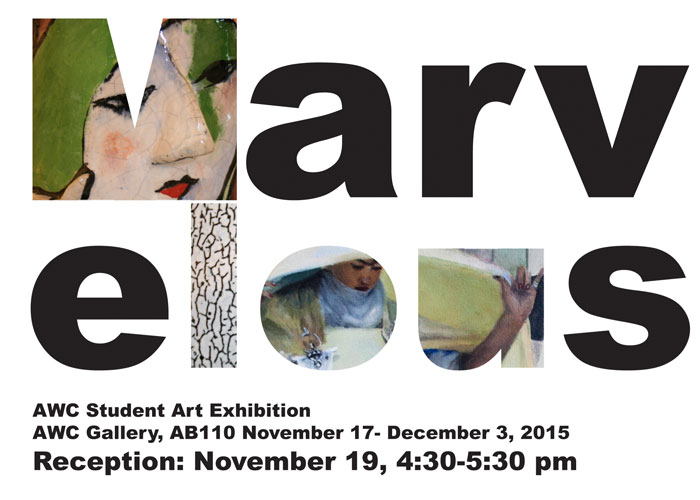 Marv
elous
AWC Student Art Exhibition
AWC Gallery, AB110 November 17- December 3, 2015
Reception: November 19, 4:30-5:30 pm